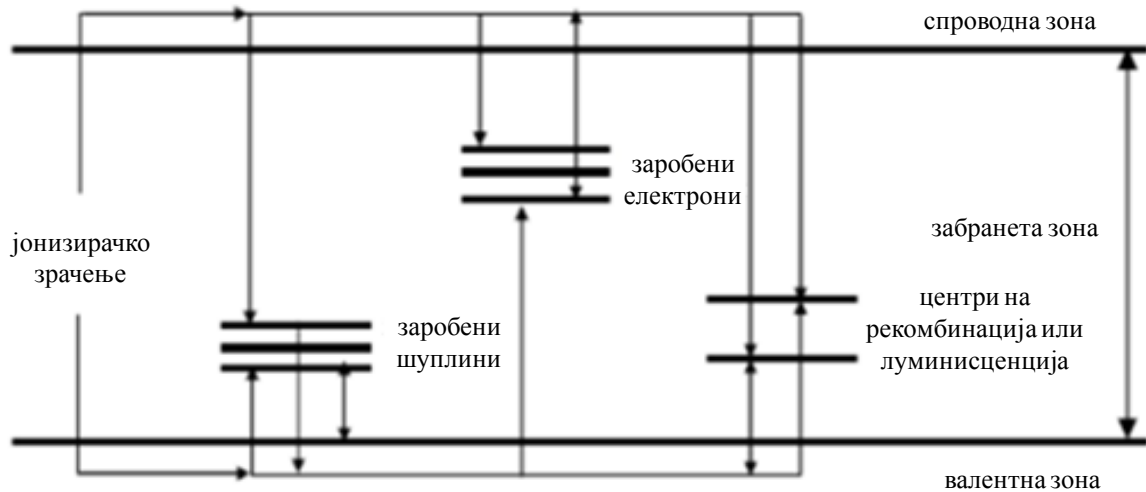 спроводна зона
заробени
електрони
забранета зона
јонизирачко
зрачење
заробени
шуплини
центри на
рекомбинација или
луминисценција
валентна зона